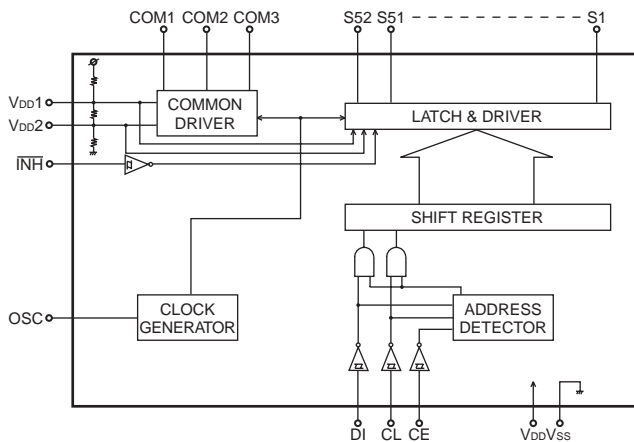 COM1 COM2 COM3
S52 S51 S1
VDD1
VDD2
COMMON
DRIVER
LATCH & DRIVER
INH
SHIFT REGISTER
OSC
CLOCK
GENERATOR
ADDRESS
DETECTOR
DI CL CE VDD VSS